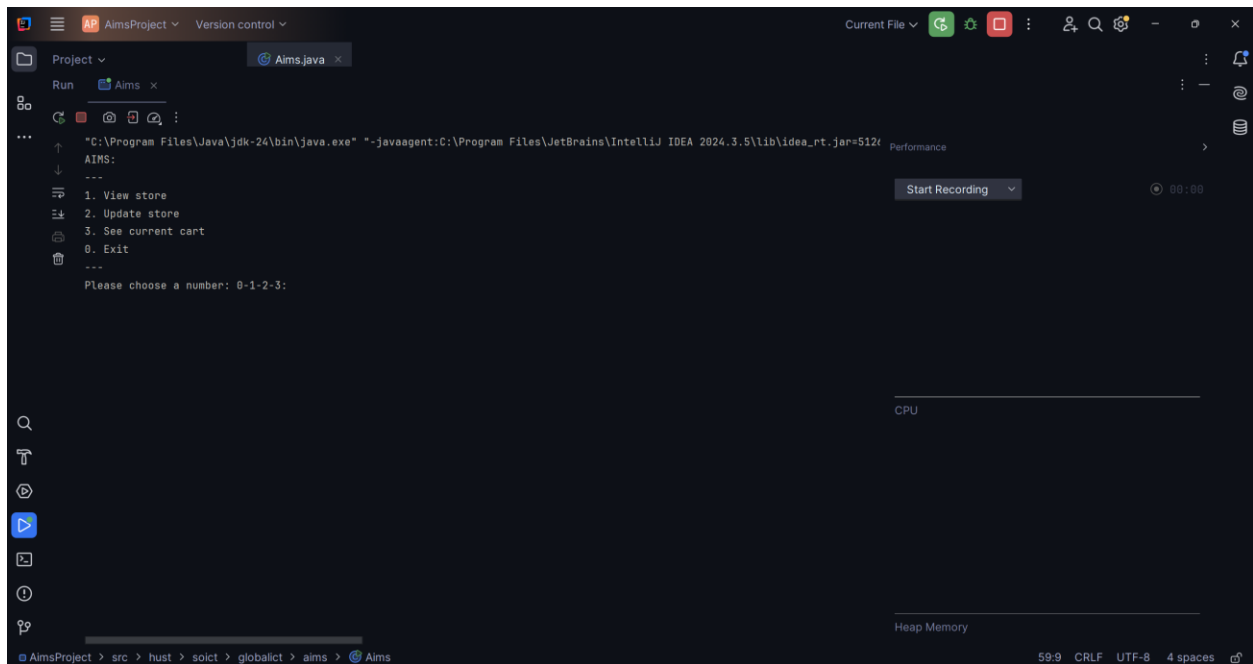 AP AimsProject Version control Current File
Project Aims.java
Run Aims
"C:\Program Files\Java\jdk-24\bin\java.exe" "-javaagent:C:\Program Files\JetBrains\IntelliJ IDEA 2024.3.5\lib\idea_rt.jar=512
Performance
AIMS:
---
1. View store
Start Recording 00:00
2. Update store
3. See current cart
0. Exit
---
Please choose a number: 0-1-2-3:
CPU
Heap Memory
AimsProject > src > hust > soict > globalict > aims > Aims 59:9 CRLF UTF-8 4 spaces